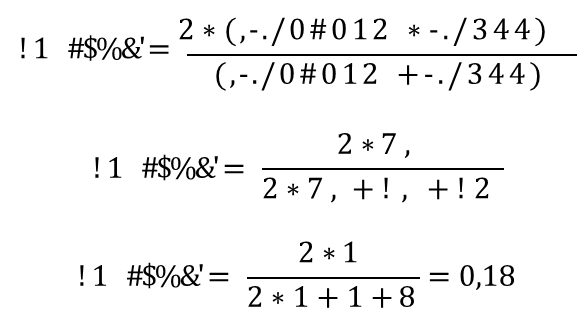 !1 #$%&'= 2*(,-./0#012 *-./344) / (,-./0#012 +-./344)
!1 #$%&'= 2*7, / 2*7, +!, +!2
!1 #$%&'= 2*1 / 2*1+1+8 = 0,18